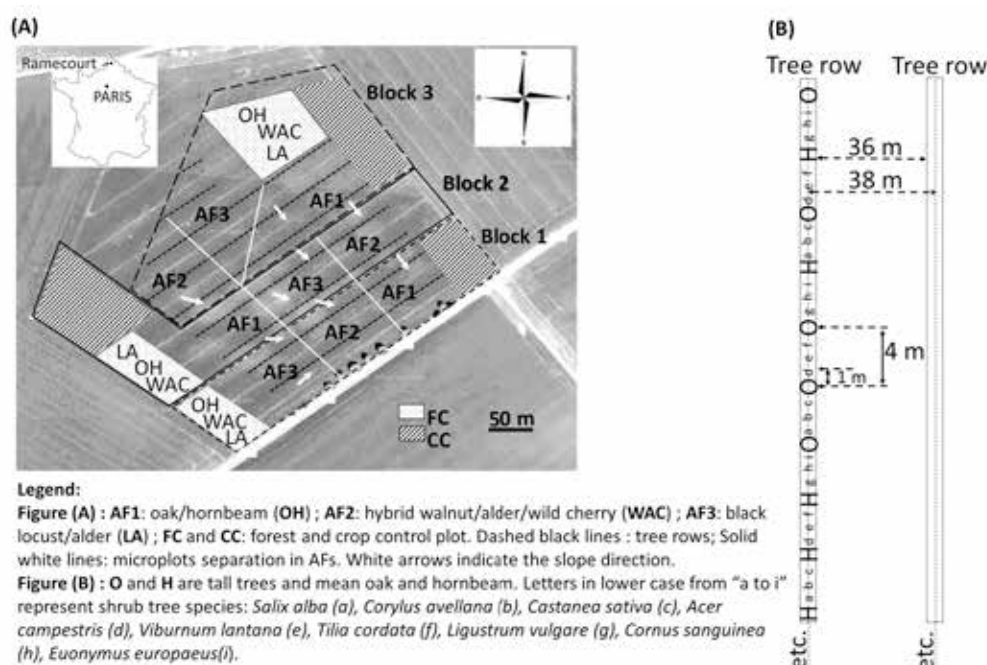 (A)
Ramecourt
PARIS
OH
WAC
LA
Block 3
Block 2
Block 1
AF3
AF1
AF2
AF2
AF3
AF1
AF1
AF2
AF3
LA
OH
WAC
OH
WAC
LA
FC
CC
50 m
Legend:
Figure (A) : AF1: oak/hornbeam (OH) ; AF2: hybrid walnut/alder/wild cherry (WAC) ; AF3: black
locust/alder (LA) ; FC and CC: forest and crop control plot. Dashed black lines : tree rows; Solid
white lines: microplots separation in AFs. White arrows indicate the slope direction.
Figure (B) : O and H are tall trees and mean oak and hornbeam. Letters in lower case from "a to i"
represent shrub tree species: Salix alba (a), Corylus avellana (b), Castanea sativa (c), Acer
campestris (d), Viburnum lantana (e), Tilia cordata (f), Ligustrum vulgare (g), Cornus sanguinea
(h), Euonymus europaeus(i).
(B)
Tree row
Tree row
H a b c H d e f H g h i O a b c O d e f O g h i H a b c O d e f H g h i O
36 m
38 m
4 m
1 m
etc.
etc.